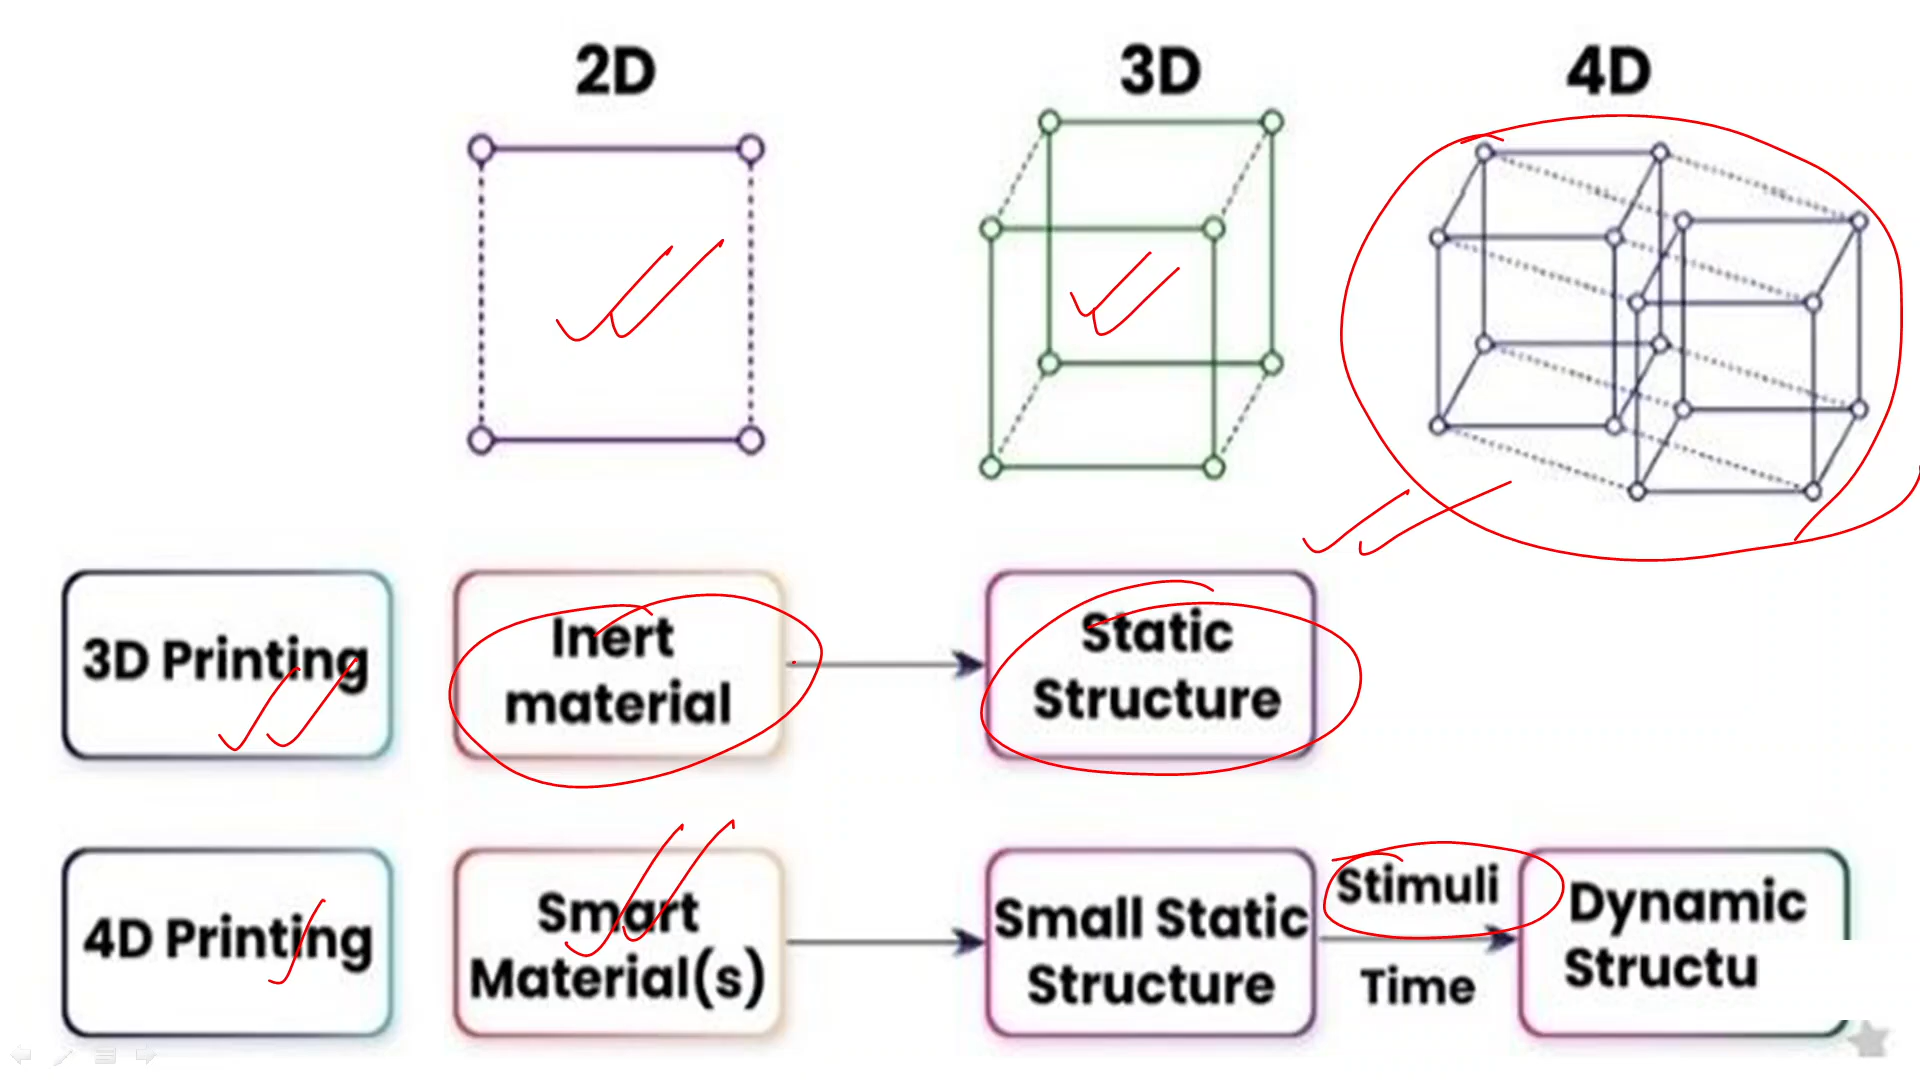 2D
3D
4D
3D Printing
Inert
material
Static
Structure
4D Printing
Smart
Material(s)
Small Static
Structure
Stimuli
Time
Dynamic
Structu